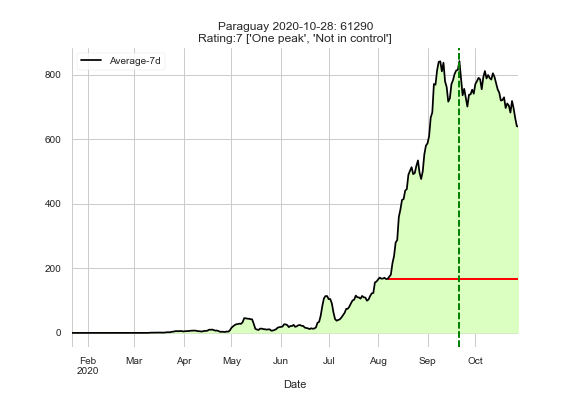 Paraguay 2020-10-28: 61290
Rating:7 ['One peak', 'Not in control']
Average-7d
800
600
400
200
0
Feb Mar Apr May Jun Jul Aug Sep Oct
2020
Date